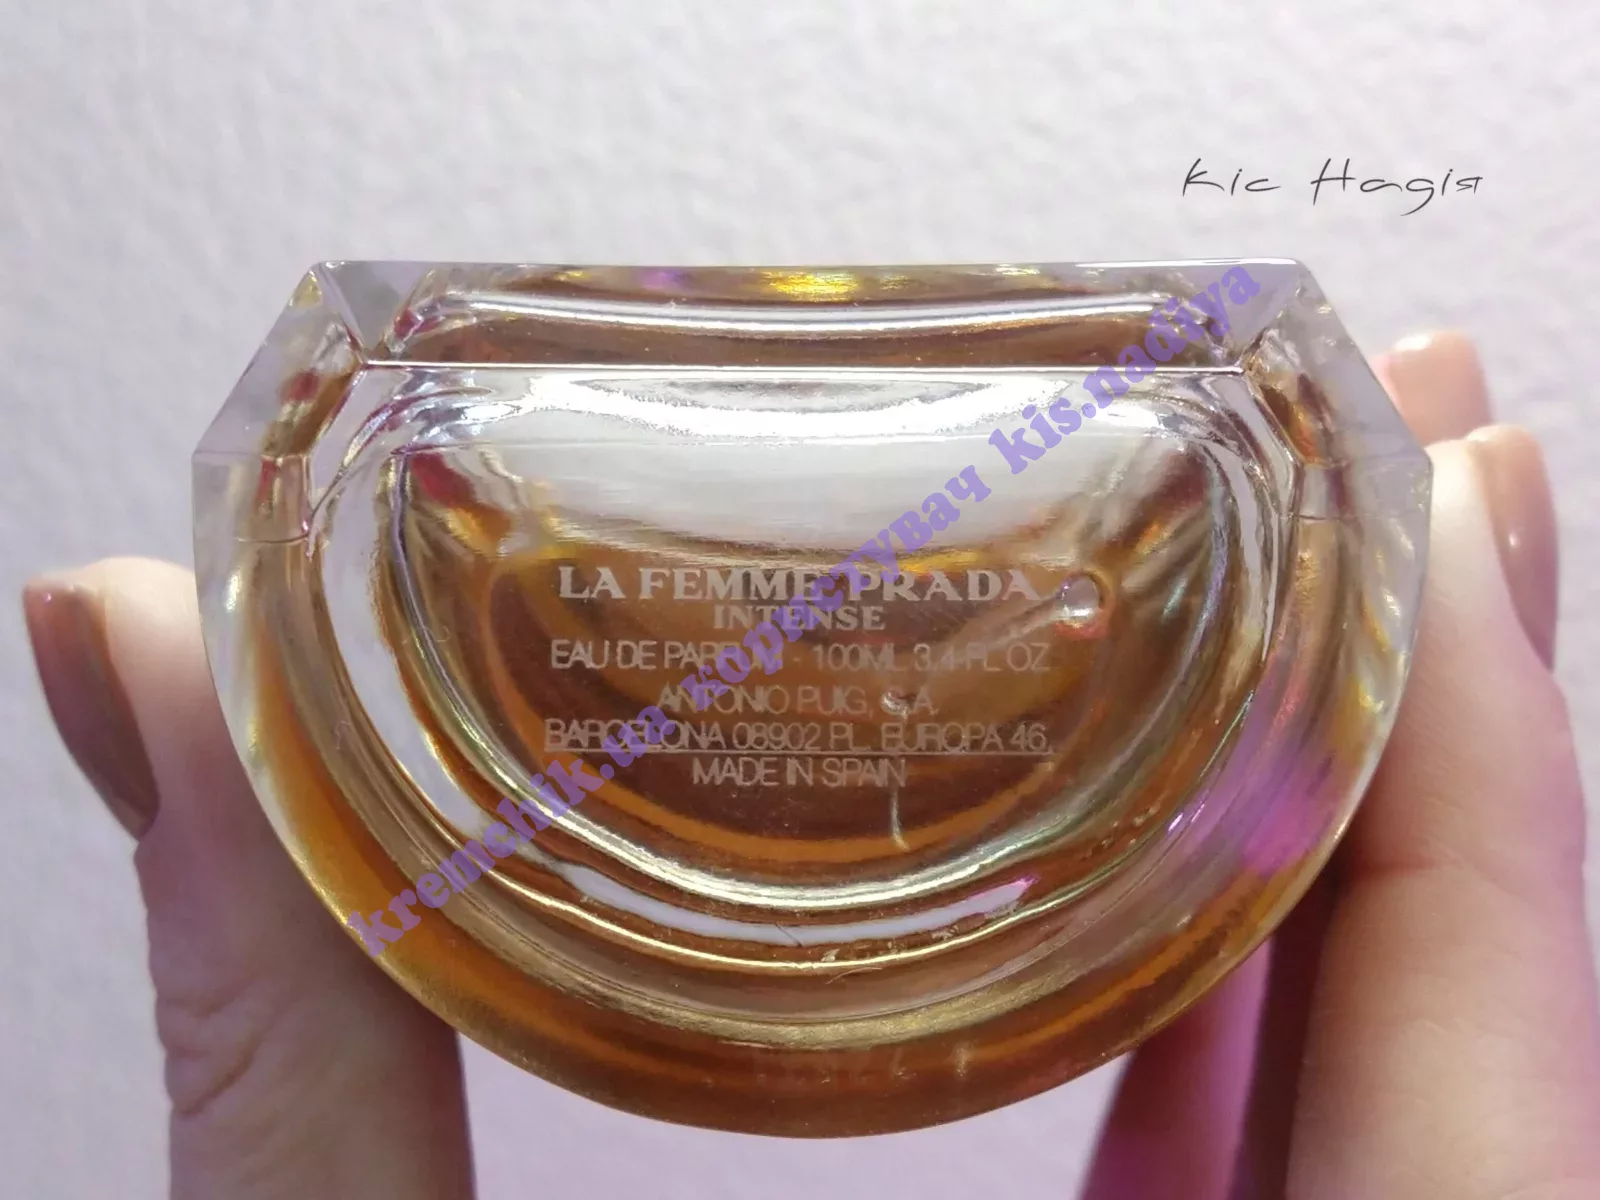 Кіс Надія
LA FEMME PRADA
INTENSE
EAU DE PARFUM - 100ML 3.4 FL OZ.
ANTONIO PUIG, S.A.
BARCELONA 08902 PL. EUROPA 46,
MADE IN SPAIN
kremchik.ua користувач kis.nadiya